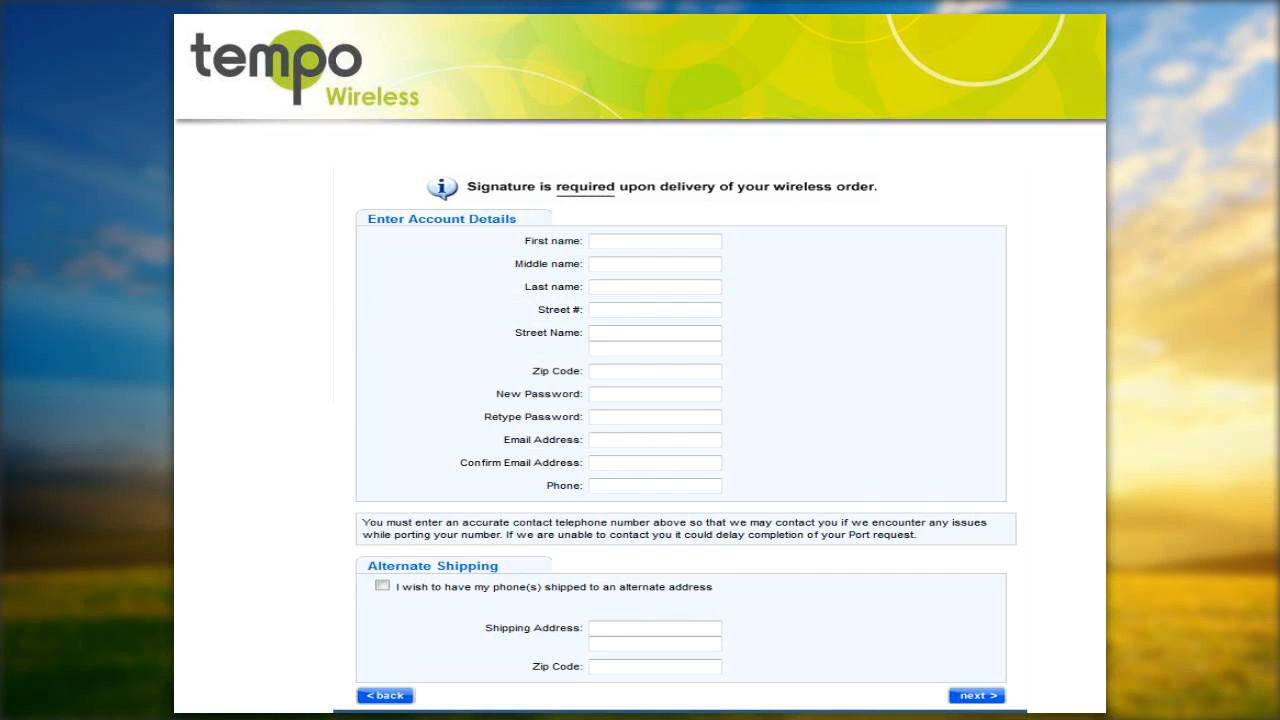 tempo
Wireless
Signature is required upon delivery of your wireless order.
Enter Account Details
First name:
Middle name:
Last name:
Street #:
Street Name:
Zip Code:
New Password:
Retype Password:
Email Address:
Confirm Email Address:
Phone:
You must enter an accurate contact telephone number above so that we may contact you if we encounter any issues
while porting your number. If we are unable to contact you it could delay completion of your Port request.
Alternate Shipping
I wish to have my phone(s) shipped to an alternate address
Shipping Address:
Zip Code:
< back
next >